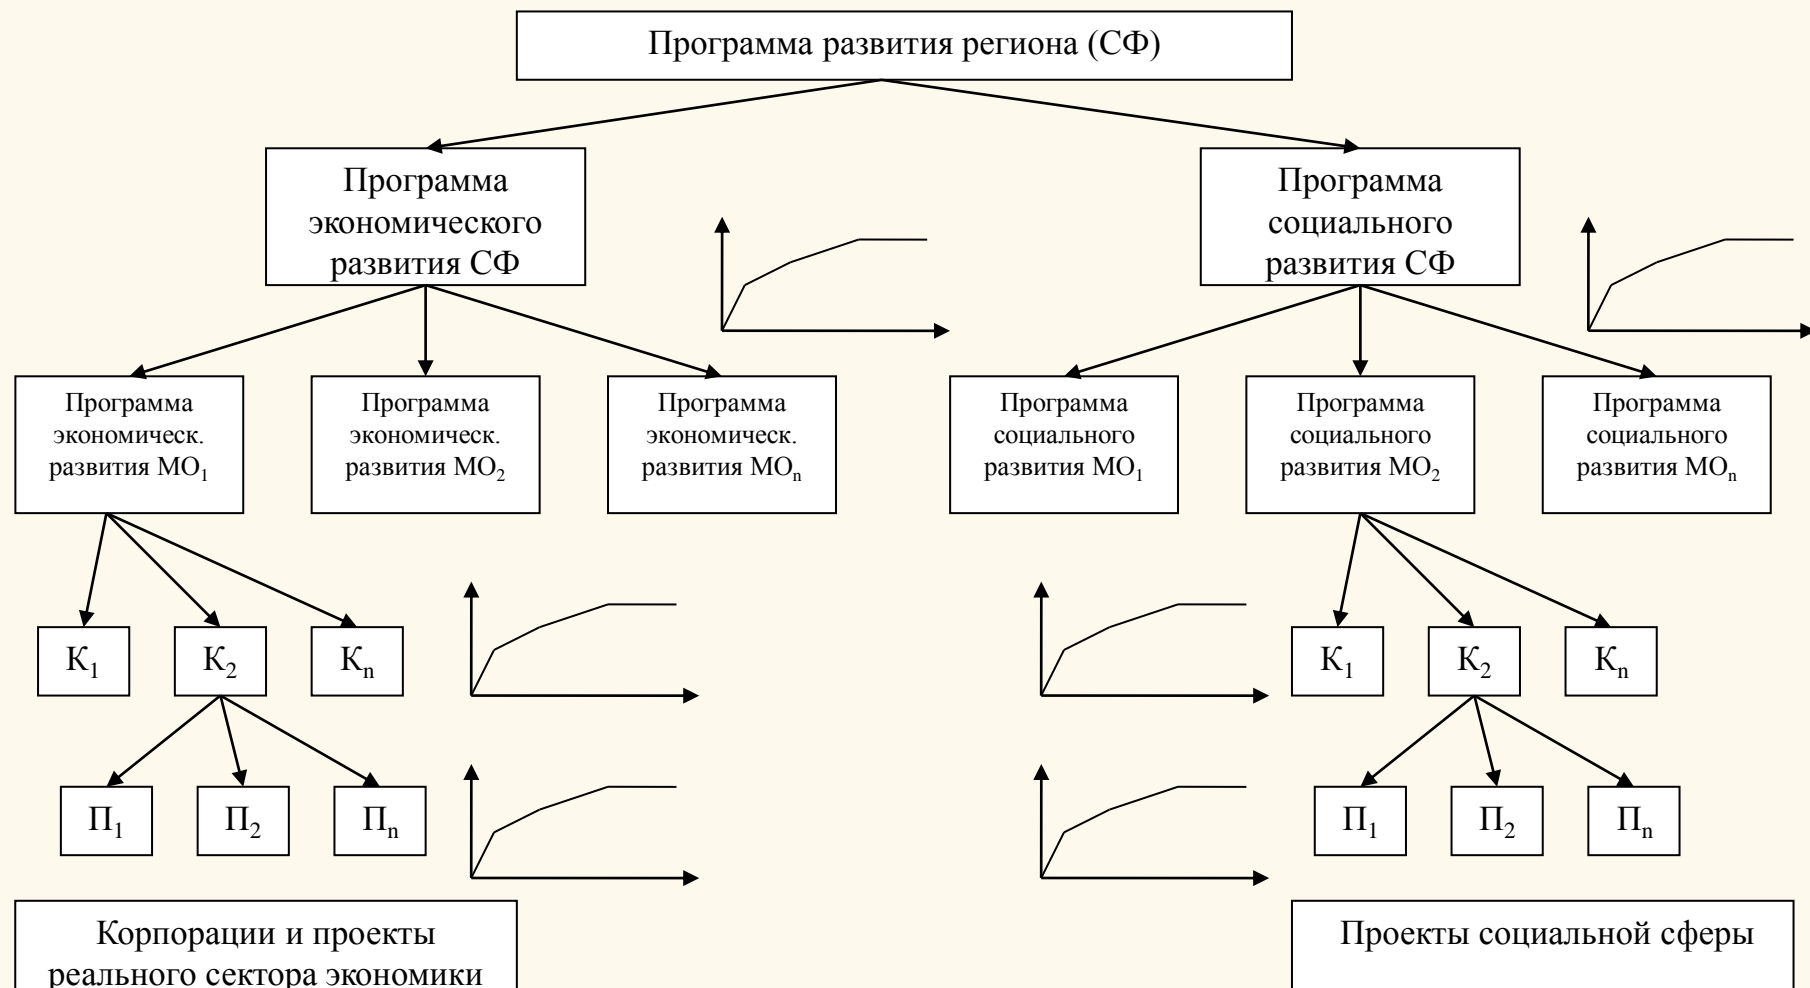 Программа развития региона (СФ)
Программа
экономического
развития СФ
Программа
социального
развития СФ
Программа
экономическ.
развития МО₁
Программа
экономическ.
развития МО₂
Программа
экономическ.
развития МОₙ
Программа
социального
развития МО₁
Программа
социального
развития МО₂
Программа
социального
развития МОₙ
К₁
К₂
Кₙ
К₁
К₂
Кₙ
П₁
П₂
Пₙ
П₁
П₂
Пₙ
Корпорации и проекты
реального сектора экономики
Проекты социальной сферы